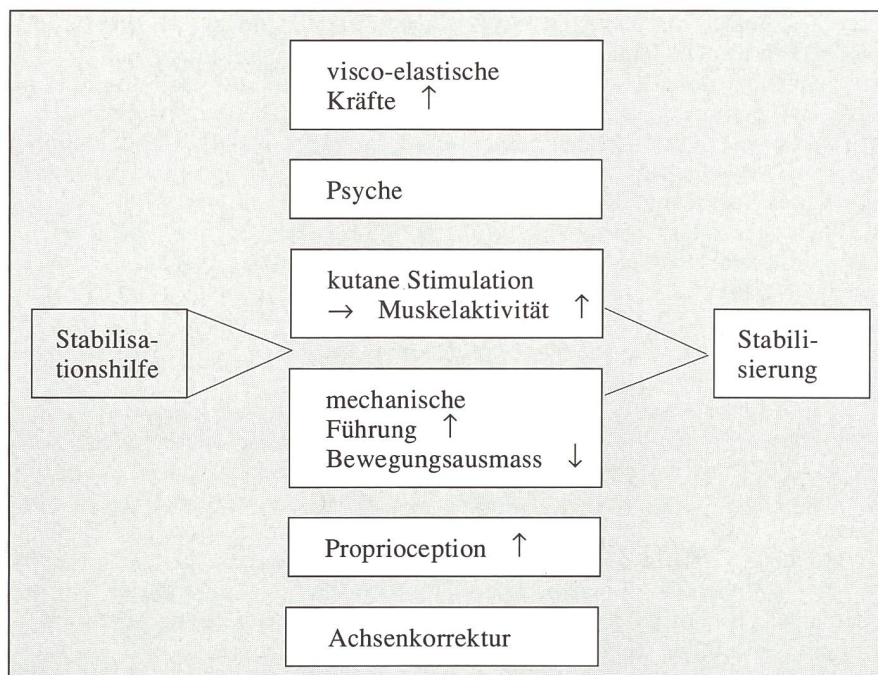 visco-elastische
Kräfte ↑
Psyche
kutane Stimulation
→ Muskelaktivität ↑
Stabilisa-
tionshilfe
Stabili-
sierung
mechanische
Führung ↑
Bewegungsausmass ↓
Proprioception ↑
Achsenkorrektur